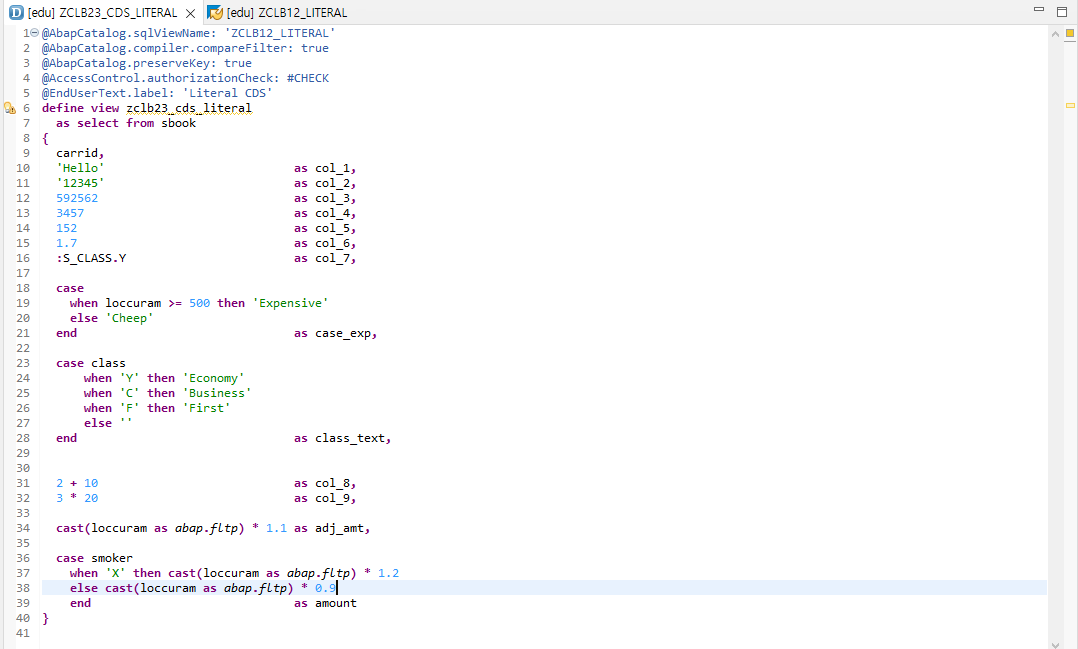 [edu] ZCLB23_CDS_LITERAL [edu] ZCLB12_LITERAL
1 @AbapCatalog.sqlViewName: 'ZCLB12_LITERAL'
2 @AbapCatalog.compiler.compareFilter: true
3 @AbapCatalog.preserveKey: true
4 @AccessControl.authorizationCheck: #CHECK
5 @EndUserText.label: 'Literal CDS'
6 define view zclb23_cds_literal
7 as select from sbook
8 {
9 carrid,
10 'Hello' as col_1,
11 '12345' as col_2,
12 592562 as col_3,
13 3457 as col_4,
14 152 as col_5,
15 1.7 as col_6,
16 :S_CLASS.Y as col_7,
17
18 case
19 when loccuram >= 500 then 'Expensive'
20 else 'Cheep'
21 end as case_exp,
22
23 case class
24 when 'Y' then 'Economy'
25 when 'C' then 'Business'
26 when 'F' then 'First'
27 else ''
28 end as class_text,
29
30
31 2 + 10 as col_8,
32 3 * 20 as col_9,
33
34 cast(loccuram as abap.fltp) * 1.1 as adj_amt,
35
36 case smoker
37 when 'X' then cast(loccuram as abap.fltp) * 1.2
38 else cast(loccuram as abap.fltp) * 0.9
39 end as amount
40 }
41